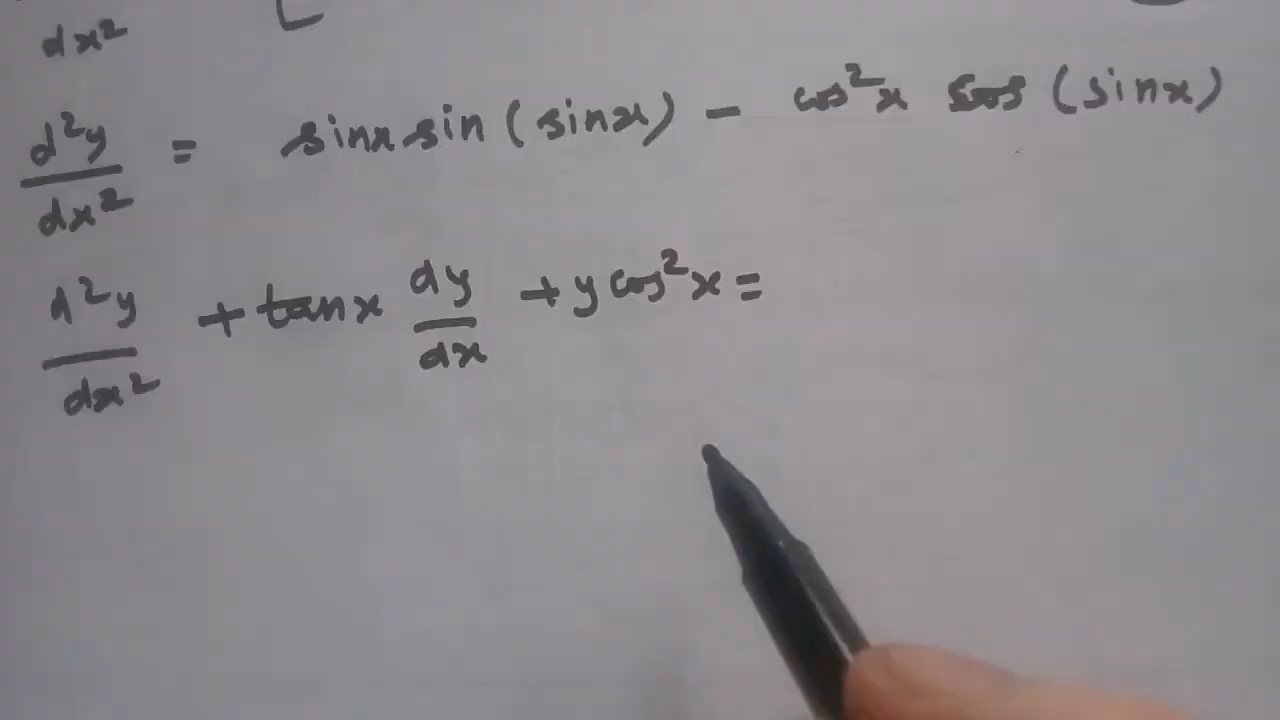 dx²
d²y/dx² = sinx sin (sinx) - cos²x cos (sinx)
d²y/dx² + tanx dy/dx + y cos²x =